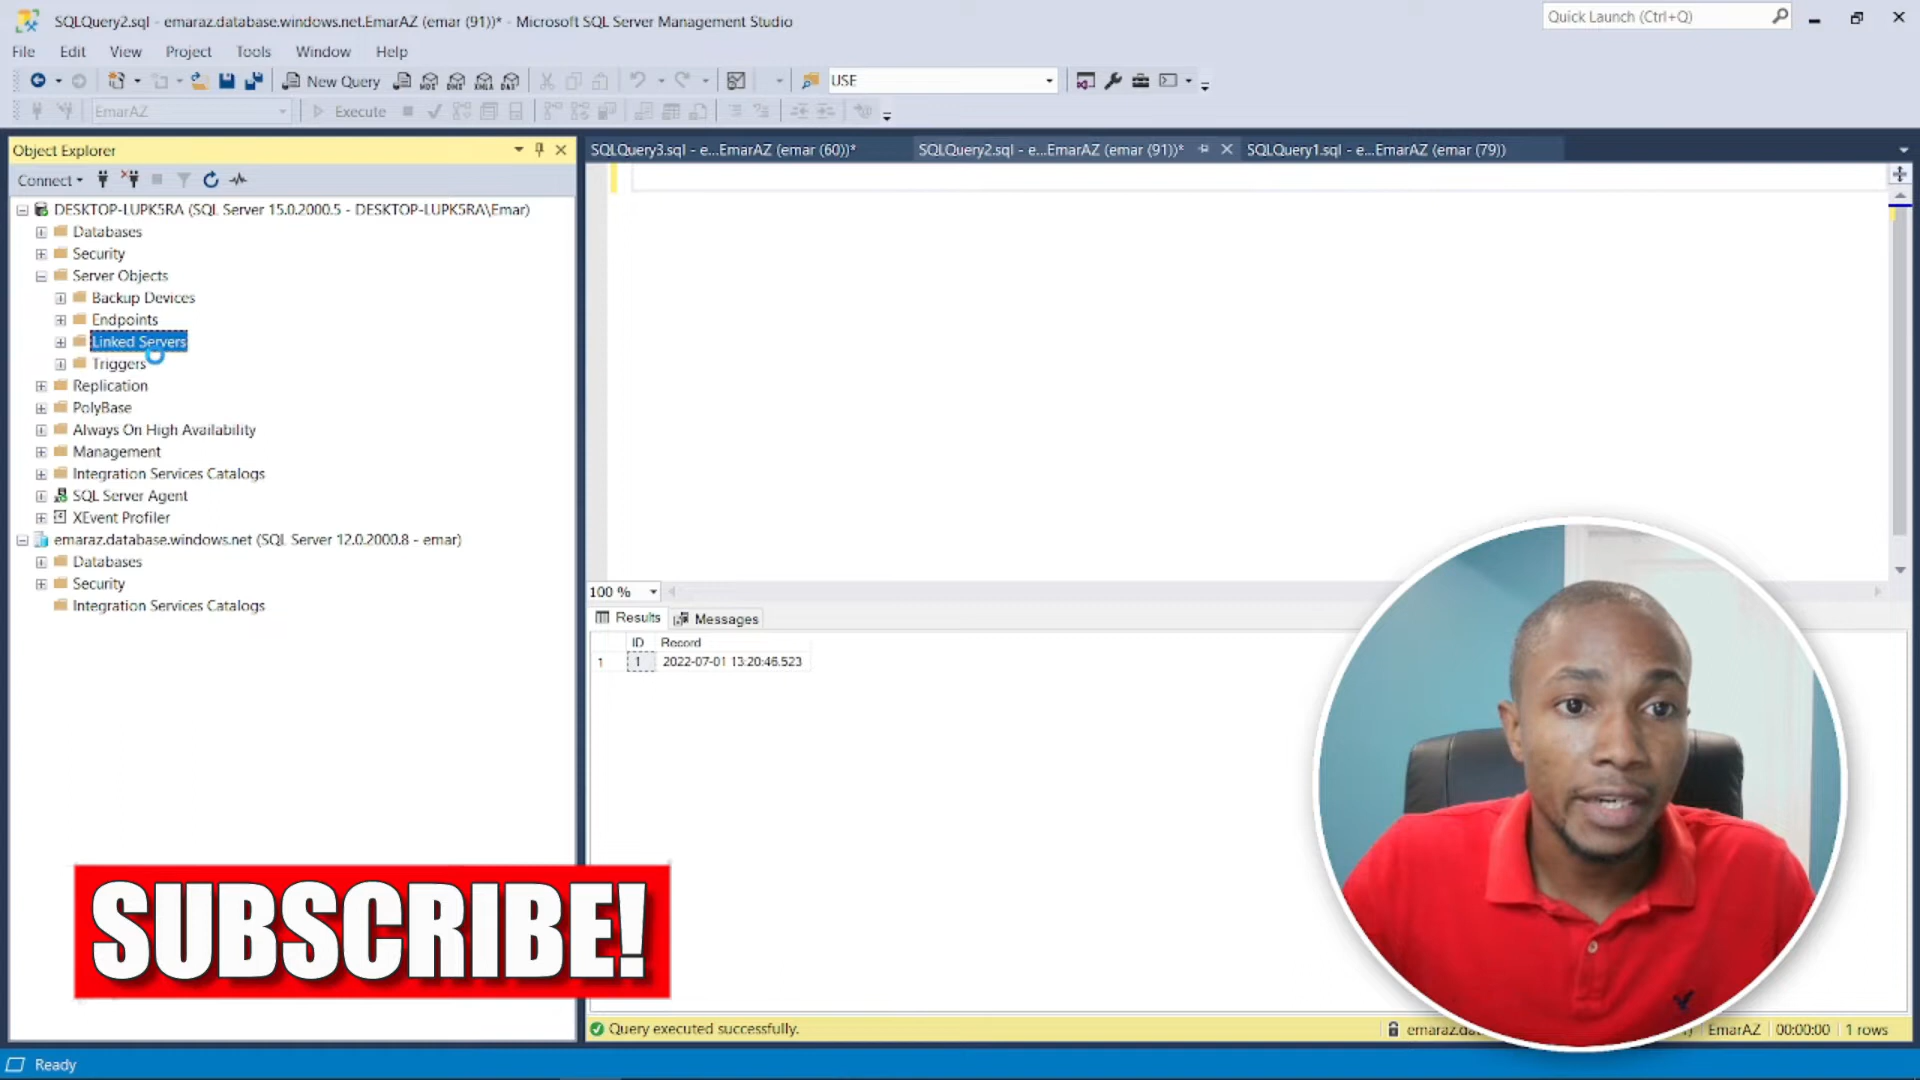 SQLQuery2.sql - emaraz.database.windows.net.EmarAZ (emar (91))* - Microsoft SQL Server Management Studio
Quick Launch (Ctrl+Q)
File Edit View Project Tools Window Help
New Query
MDX DMX XMLA DAX
USE
EmarAZ
Execute
Object Explorer
SQLQuery3.sql - e...EmarAZ (emar (60))*
SQLQuery2.sql - e...EmarAZ (emar (91))*
SQLQuery1.sql - e...EmarAZ (emar (79))
Connect
DESKTOP-LUPK5RA (SQL Server 15.0.2000.5 - DESKTOP-LUPK5RA\Emar)
Databases
Security
Server Objects
Backup Devices
Endpoints
Linked Servers
Triggers
Replication
PolyBase
Always On High Availability
Management
Integration Services Catalogs
SQL Server Agent
XEvent Profiler
emaraz.database.windows.net (SQL Server 12.0.2000.8 - emar)
Databases
Security
Integration Services Catalogs
100 %
Results Messages
ID Record
1 1 2022-07-01 13:20:46.523
SUBSCRIBE!
Query executed successfully.
EmarAZ 00:00:00 1 rows
Ready